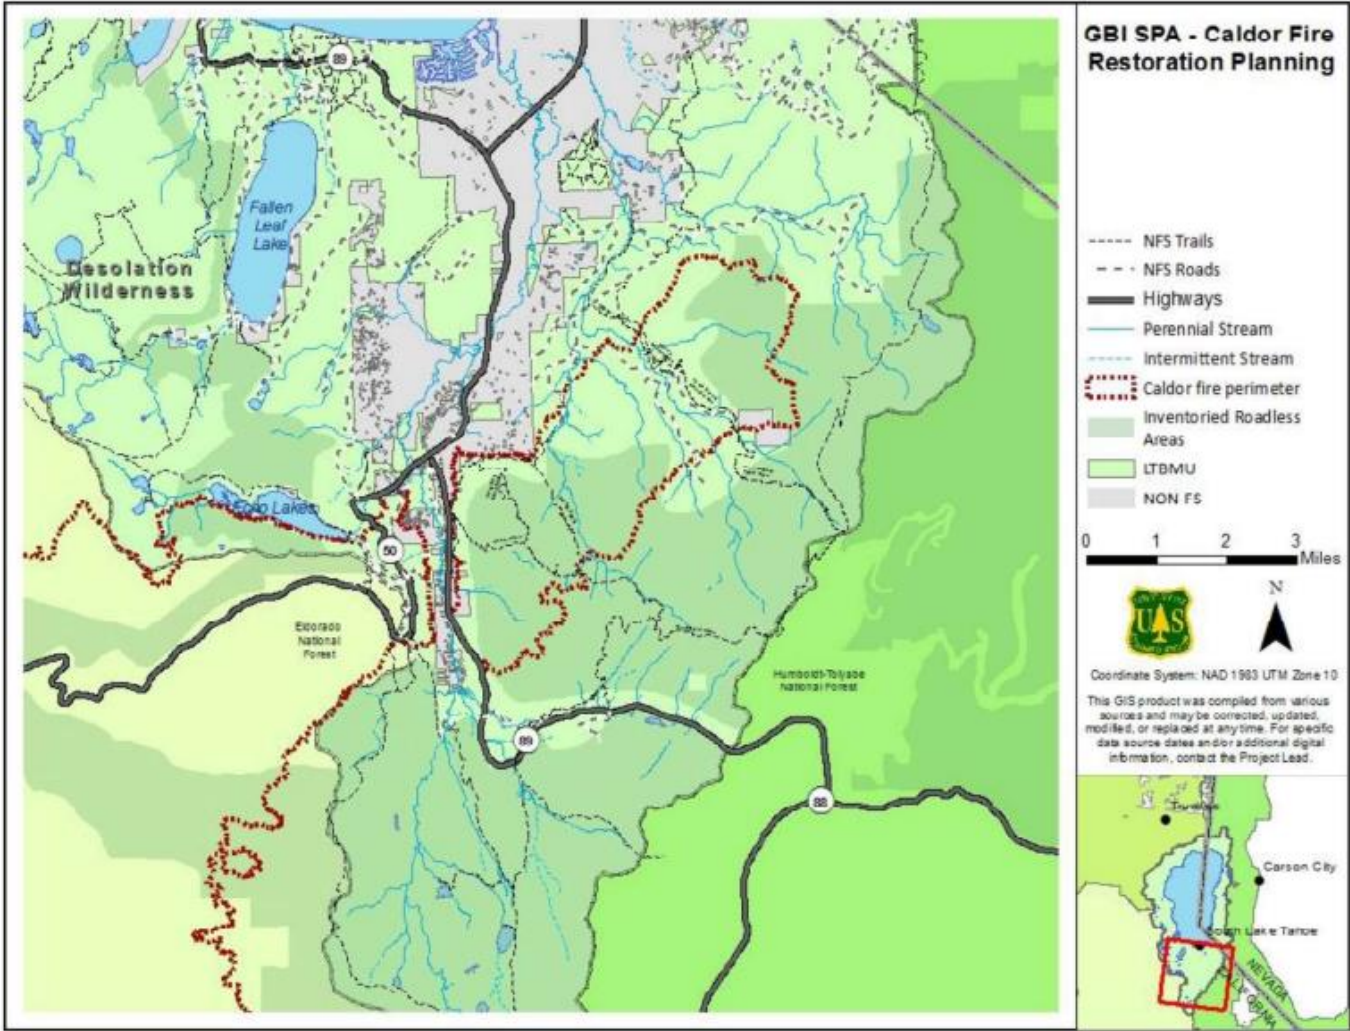 GBI SPA - Caldor Fire
Restoration Planning
89
Fallen
Leaf
Lake
Desolation
Wilderness
Echo Lakes
50
Eldorado
National
Forest
Humboldt-Toiyabe
National Forest
89
88
NFS Trails
NFS Roads
Highways
Perennial Stream
Intermittent Stream
Caldor fire perimeter
Inventoried Roadless
Areas
LTBMU
NON FS
0 1 2 3
Miles
N
UAS
Coordinate System: NAD 1983 UTM Zone 10
This GIS product was compiled from various
sources and may be corrected, updated,
modified, or replaced at any time. For specific
data source dates and/or additional digital
information, contact the Project Lead.
Truckee
Carson City
South Lake Tahoe
NEVADA
CALIFORNIA